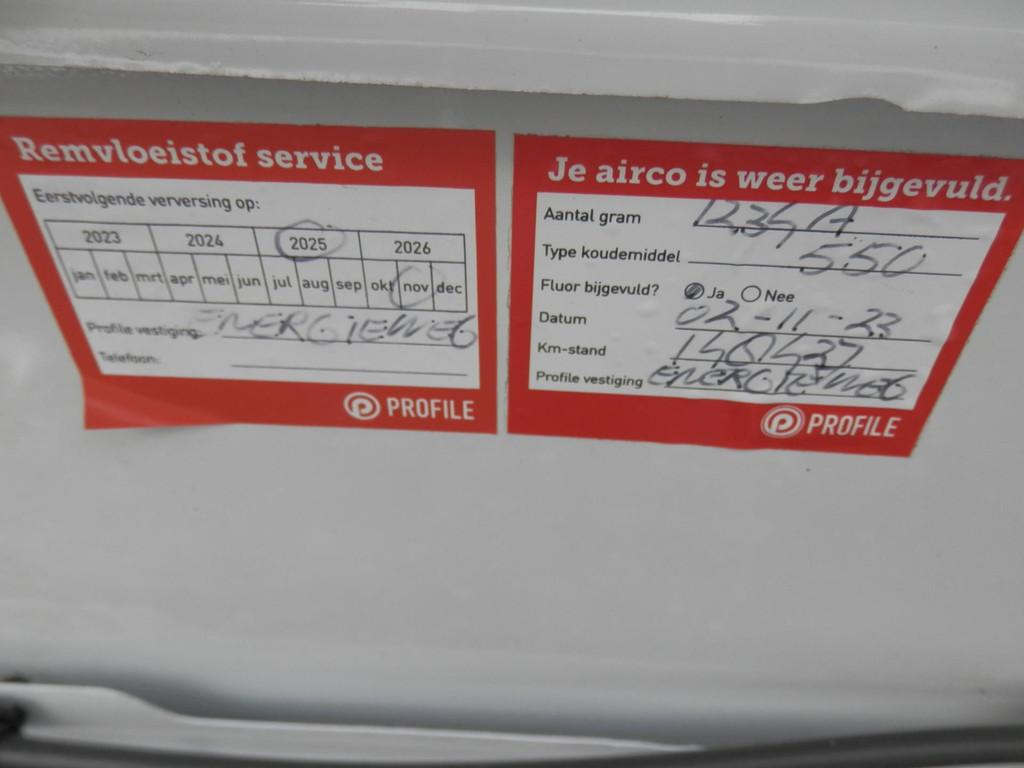 Remvloeistof service
Eerstvolgende verversing op:
2023 2024 2025 2026
jan feb mrt apr mei jun jul aug sep okt nov dec
Profile vestiging ENERGIEWEG
Telefoon:
PROFILE
Je airco is weer bijgevuld.
Aantal gram 1234A
Type koudemiddel 550
Fluor bijgevuld? Ja Nee
Datum 02-11-23
Km-stand 140437
Profile vestiging ENERGIEWEG
PROFILE